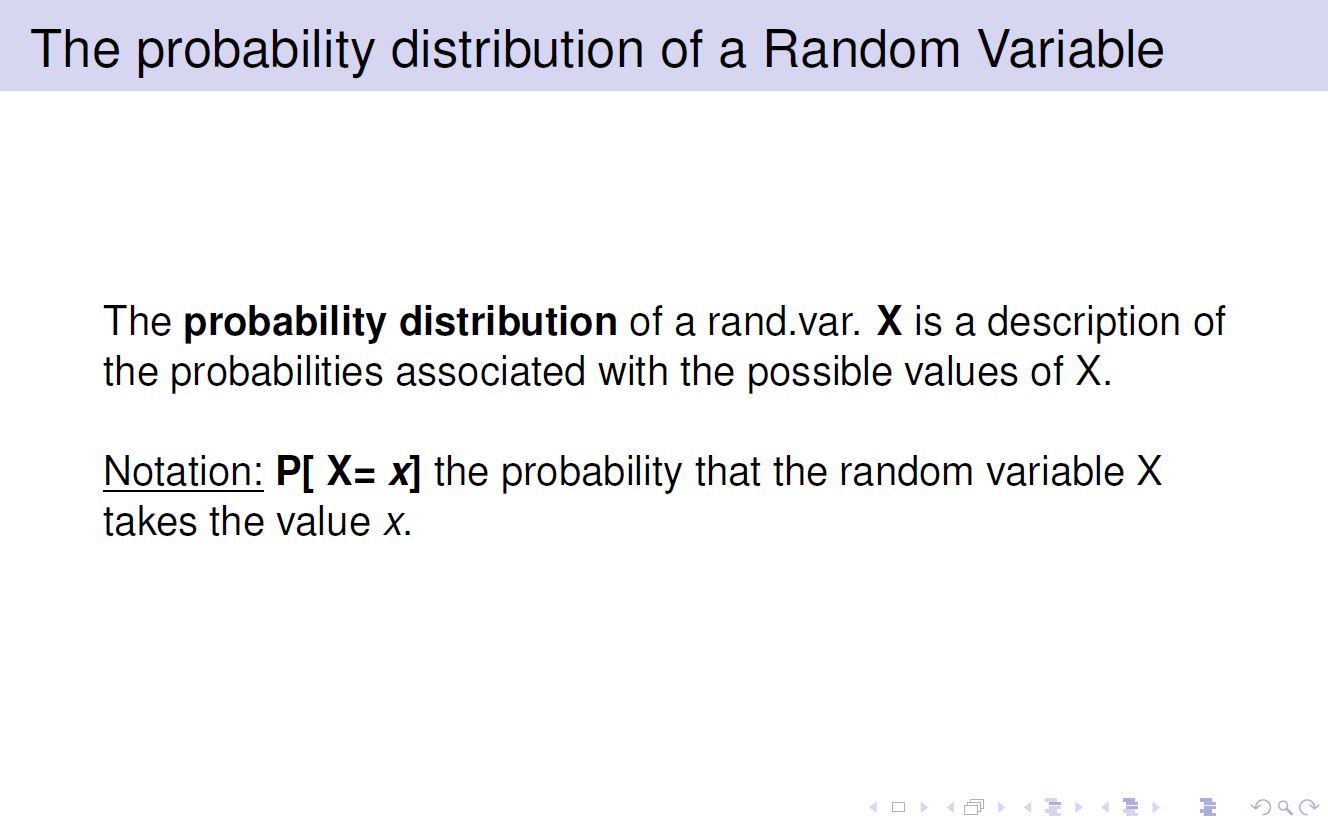 The probability distribution of a Random Variable
The probability distribution of a rand.var. X is a description of
the probabilities associated with the possible values of X.
Notation: P[ X= x] the probability that the random variable X
takes the value x.